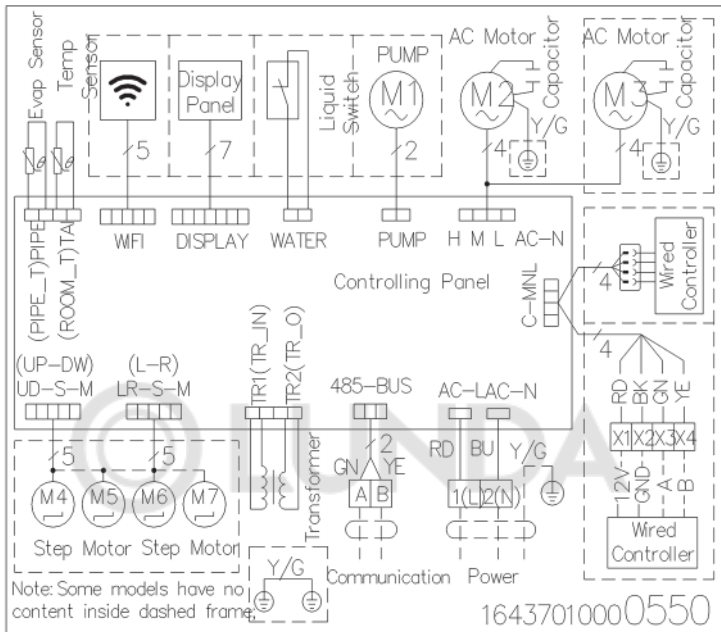 Evap Sensor
Temp Sensor
Display Panel
Liquid Switch
PUMP
M1
AC Motor
M2
Capacitor
Y/G
AC Motor
M3
Capacitor
Y/G
5
7
2
4
4
(PIPE_T)PIPE
(ROOM_T)TAI
WIFI
DISPLAY
WATER
PUMP
H M L AC-N
Controlling Panel
C-MNL
4
Wired Controller
4
(UP-DW)
UD-S-M
(L-R)
LR-S-M
TR1(TR_IN)
TR2(TR_O)
485-BUS
AC-L
AC-N
RD
BK
GN
YE
5
5
2
GN
YE
RD
BU
Y/G
LUNDA
X1
X2
X3
X4
M4
M5
M6
M7
Transformer
A
B
1(L)
2(N)
12V
GND
A
B
Step Motor
Step Motor
Wired Controller
Y/G
Communication
Power
Note: Some models have no
content inside dashed frame;
16437010000550